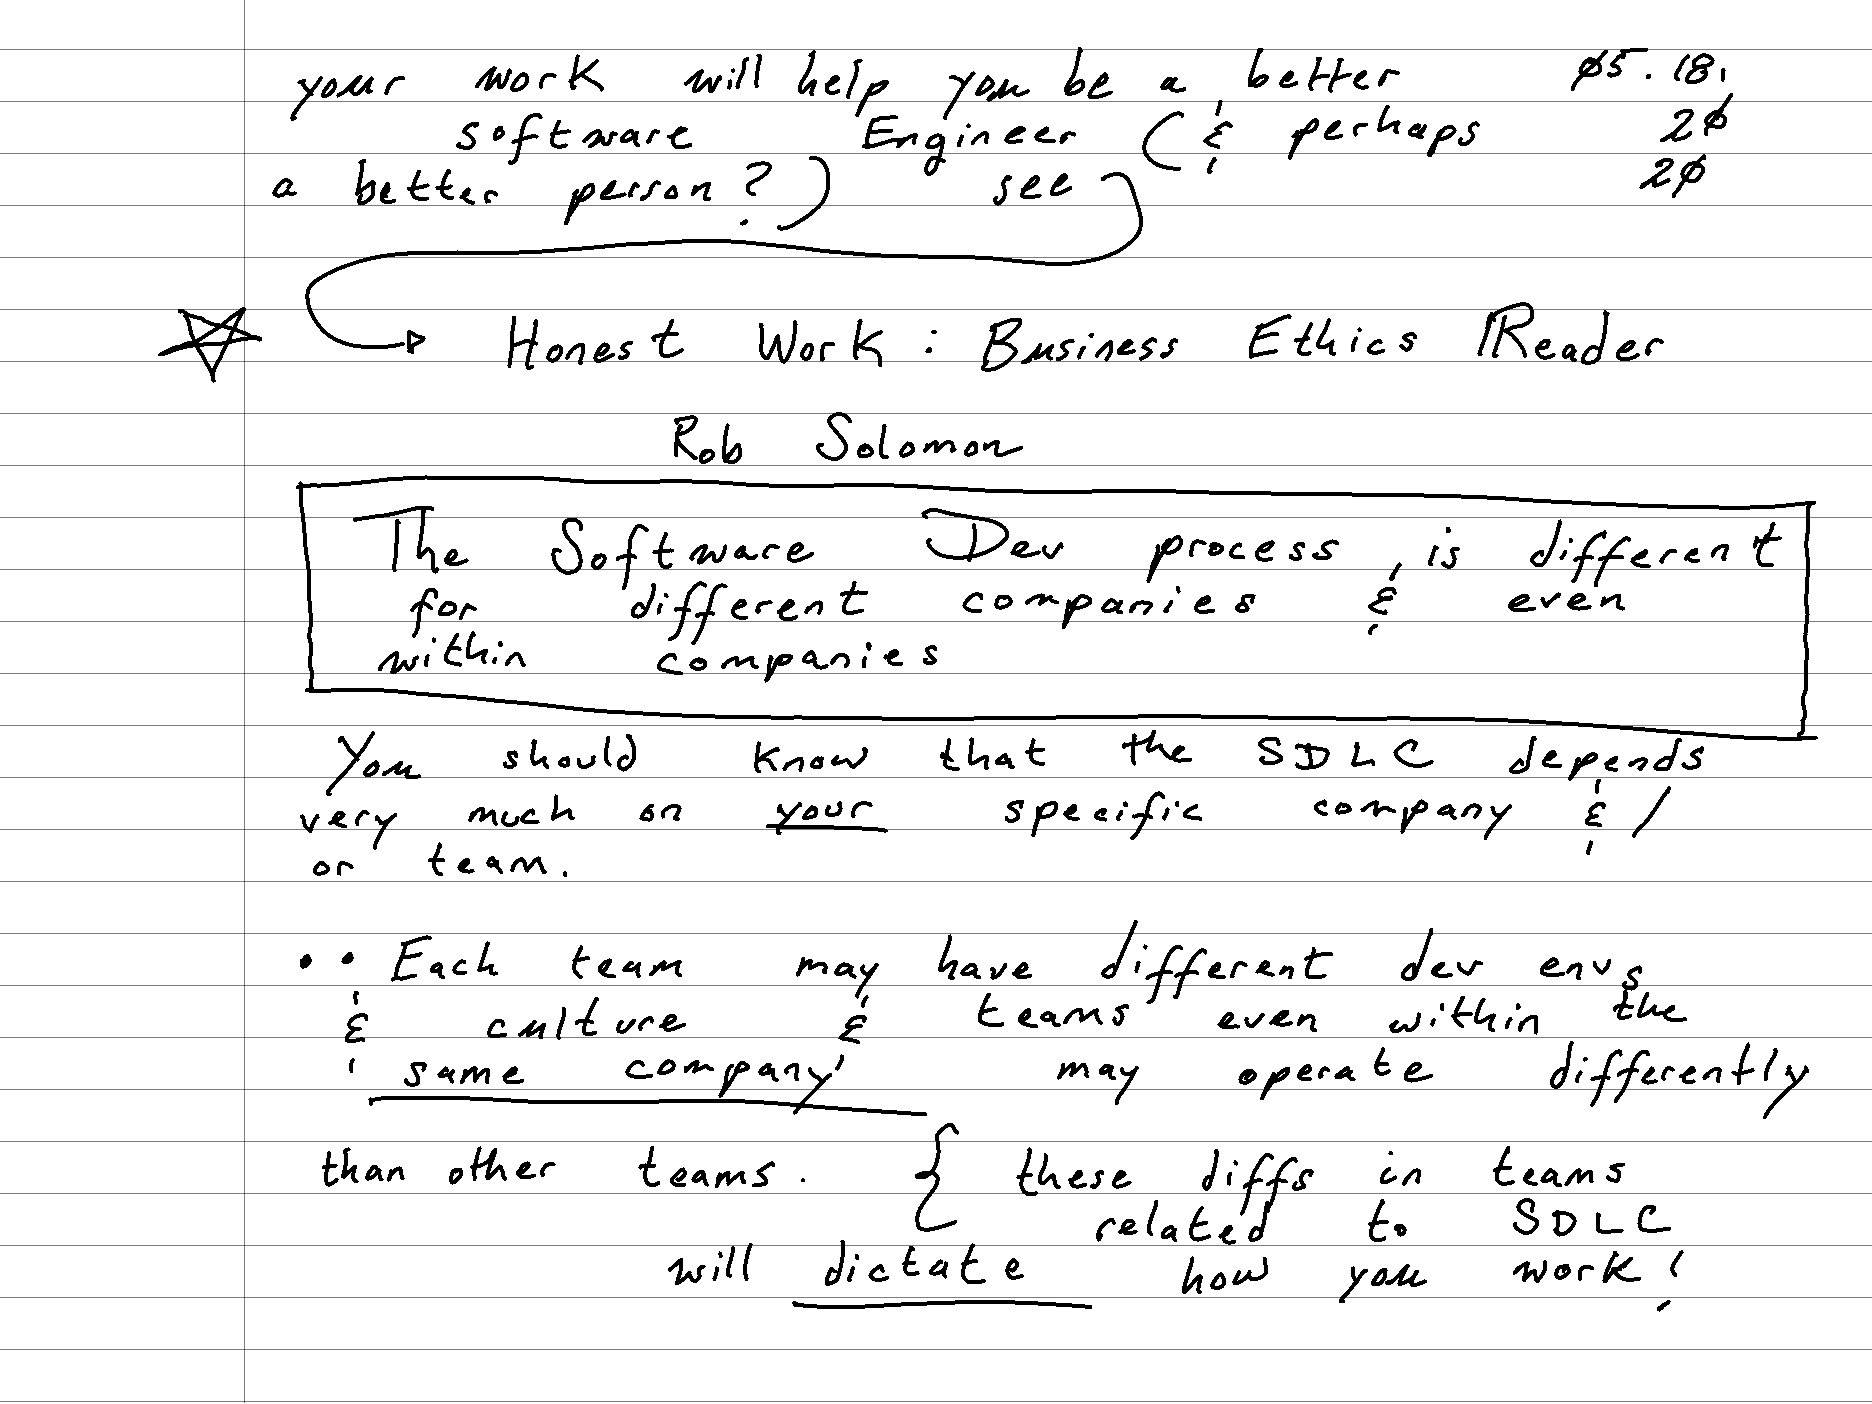 your work will help you be a better 05.18.
software Engineer (& perhaps 20
a better person?) see 20
Honest Work: Business Ethics Reader
Rob Solomon
The Software Dev process is different
for different companies & even
within companies
You should know that the SDLC depends
very much on your specific company & /
or team.
•• Each team may have different dev envs
& culture & teams even within the
same company may operate differently
than other teams. { these diffs in teams
related to SDLC
will dictate how you work!